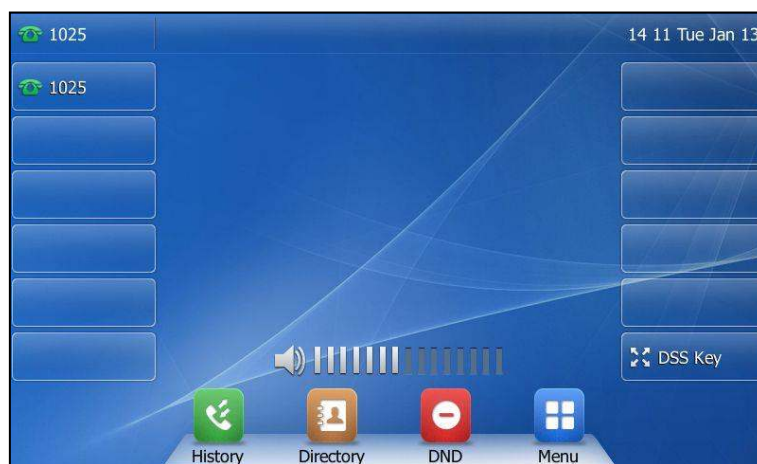 1025
14 11 Tue Jan 13
1025
DSS Key
History Directory DND Menu